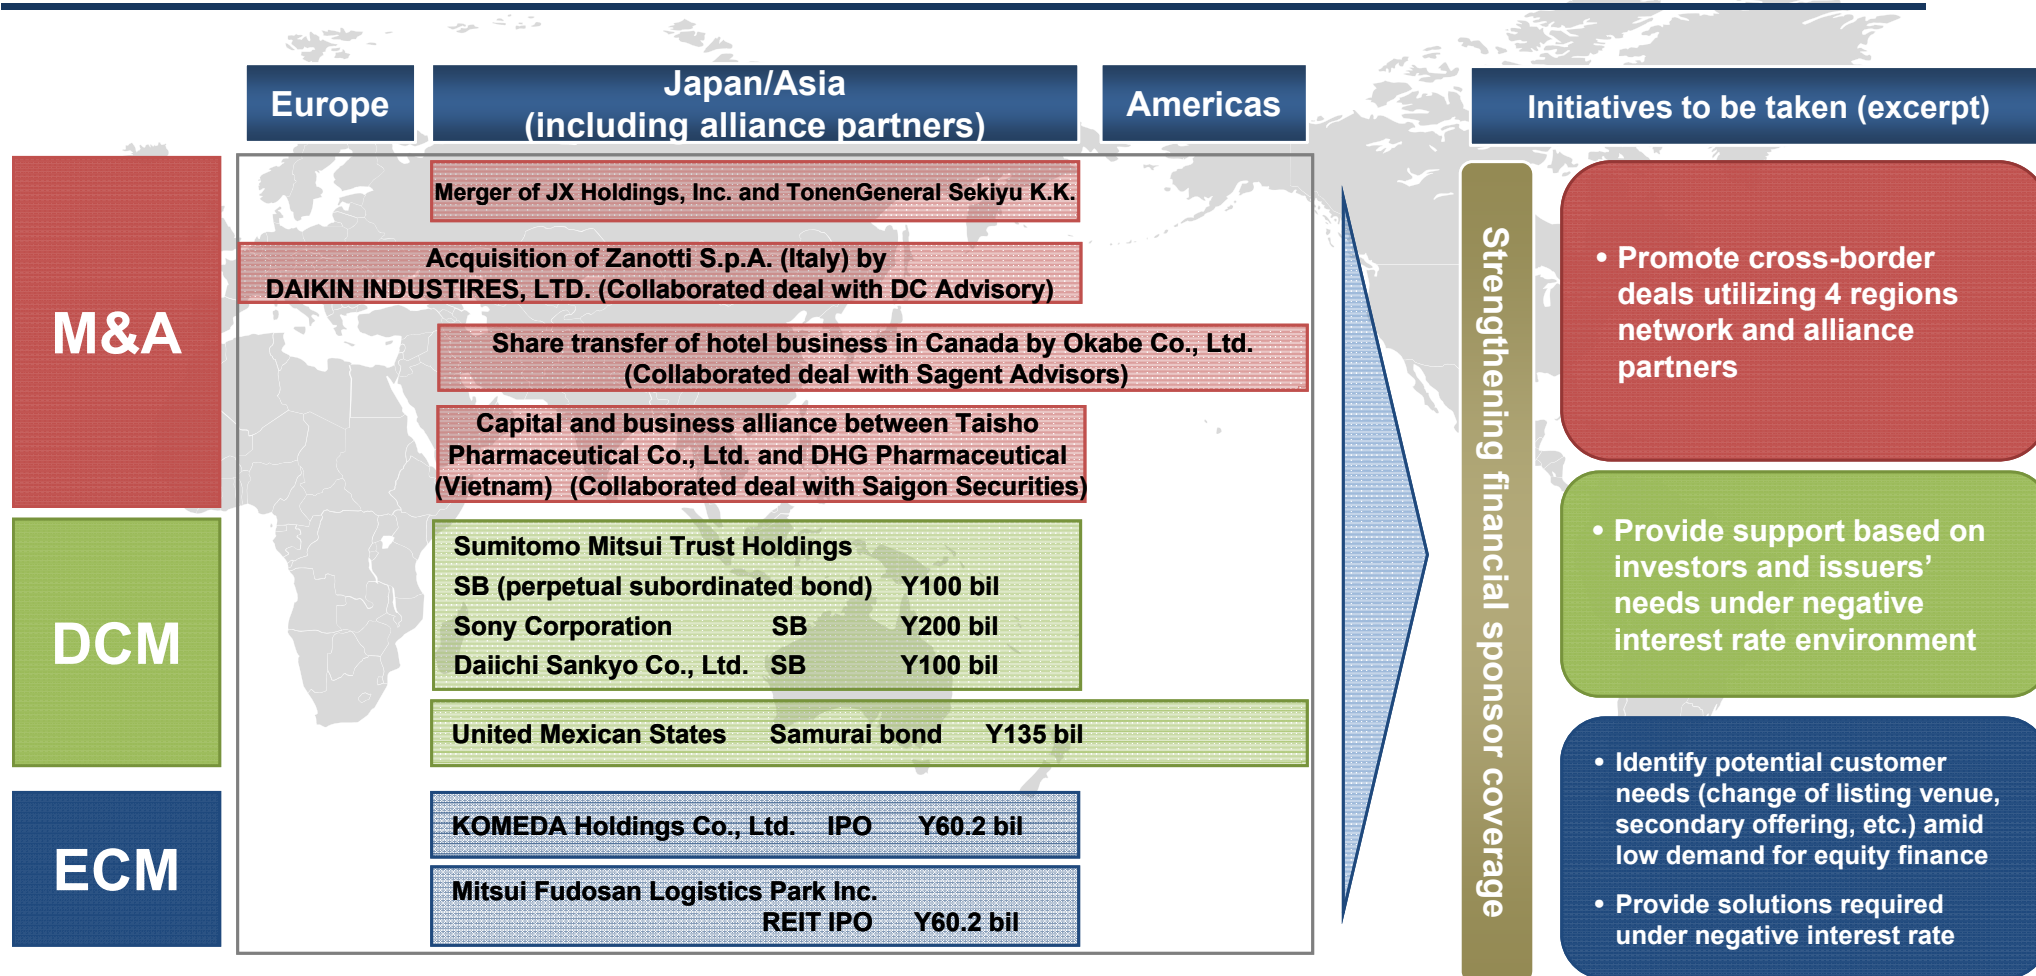 Europe
Japan/Asia
(including alliance partners)
Americas
Initiatives to be taken (excerpt)
M&A
Merger of JX Holdings, Inc. and TonenGeneral Sekiyu K.K.
Acquisition of Zanotti S.p.A. (Italy) by
DAIKIN INDUSTIRES, LTD. (Collaborated deal with DC Advisory)
Share transfer of hotel business in Canada by Okabe Co., Ltd.
(Collaborated deal with Sagent Advisors)
Capital and business alliance between Taisho
Pharmaceutical Co., Ltd. and DHG Pharmaceutical
(Vietnam) (Collaborated deal with Saigon Securities)
DCM
Sumitomo Mitsui Trust Holdings
SB (perpetual subordinated bond) Y100 bil
Sony Corporation SB Y200 bil
Daiichi Sankyo Co., Ltd. SB Y100 bil
United Mexican States Samurai bond Y135 bil
ECM
KOMEDA Holdings Co., Ltd. IPO Y60.2 bil
Mitsui Fudosan Logistics Park Inc.
REIT IPO Y60.2 bil
Strengthening financial sponsor coverage
• Promote cross-border
deals utilizing 4 regions
network and alliance
partners
• Provide support based on
investors and issuers’
needs under negative
interest rate environment
• Identify potential customer
needs (change of listing venue,
secondary offering, etc.) amid
low demand for equity finance
• Provide solutions required
under negative interest rate